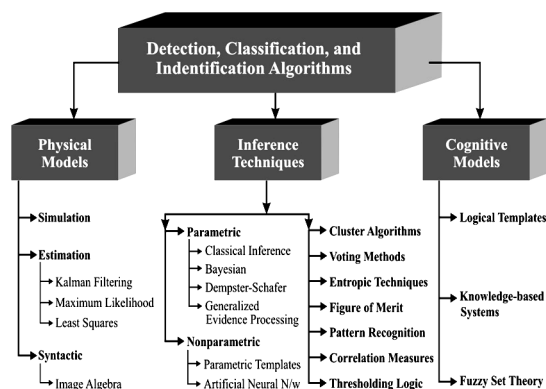 Detection, Classification, and
Indentification Algorithms
Physical
Models
Inference
Techniques
Cognitive
Models
Simulation
Estimation
Kalman Filtering
Maximum Likelihood
Least Squares
Syntactic
Image Algebra
Parametric
Classical Inference
Bayesian
Dempster-Schafer
Generalized
Evidence Processing
Nonparametric
Parametric Templates
Artificial Neural N/w
Cluster Algorithms
Voting Methods
Entropic Techniques
Figure of Merit
Pattern Recognition
Correlation Measures
Thresholding Logic
Logical Templates
Knowledge-based
Systems
Fuzzy Set Theory